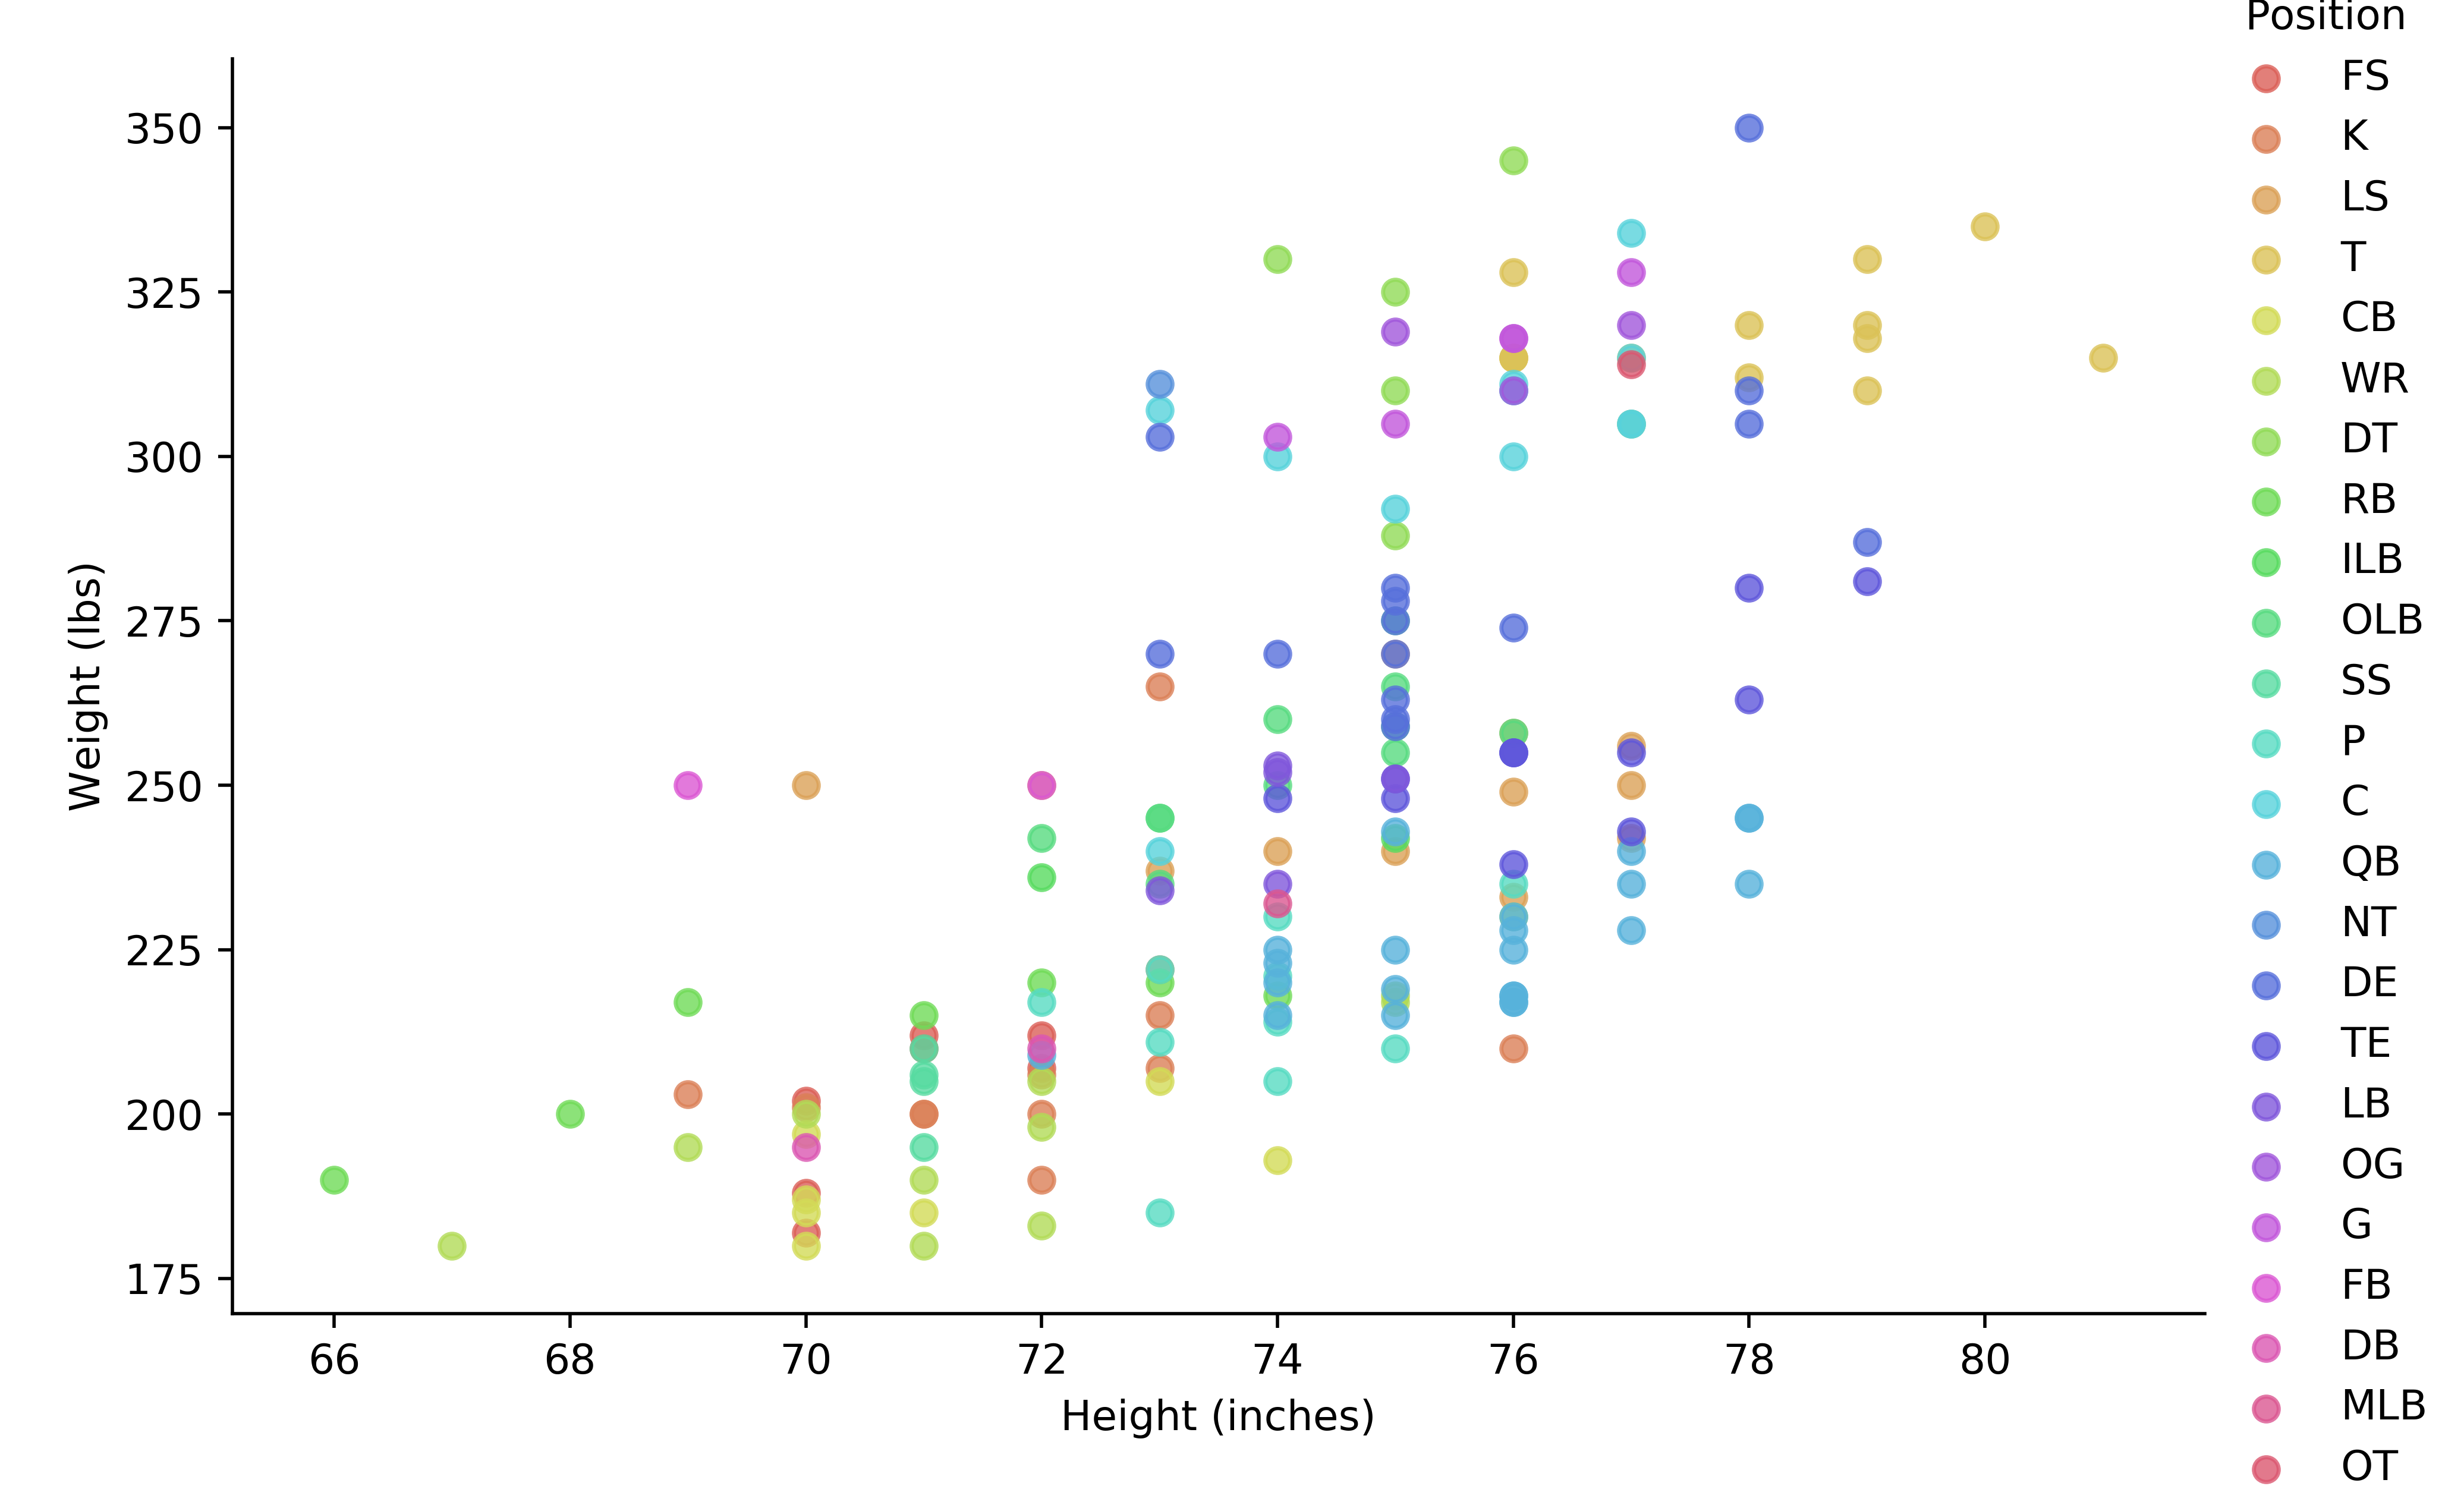 Position
FS
K
LS
T
CB
WR
DT
RB
ILB
OLB
SS
P
C
QB
NT
DE
TE
LB
OG
G
FB
DB
MLB
OT
350
325
300
275
250
225
200
175
Weight (lbs)
66 68 70 72 74 76 78 80
Height (inches)